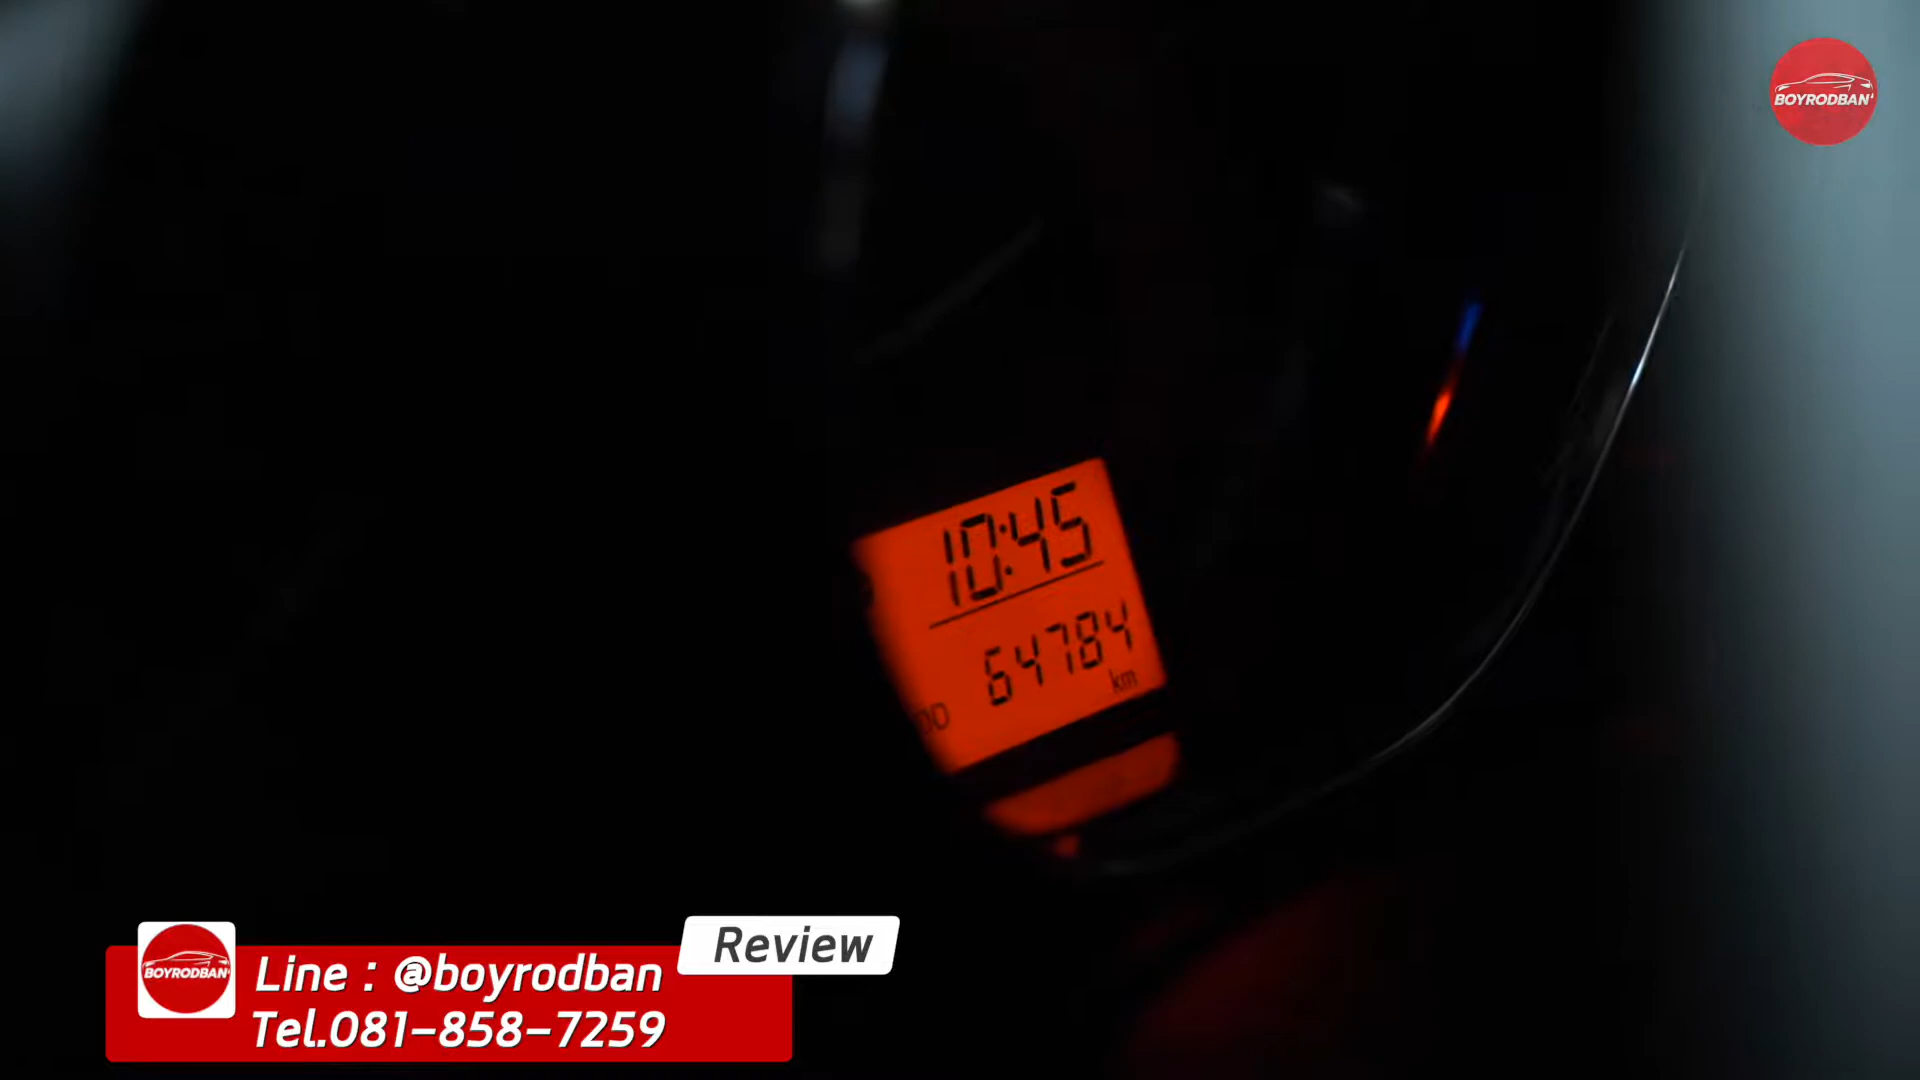 BOYRODBAN
10:45
64784
km
Review
BOYRODBAN
Line : @boyrodban
Tel.081-858-7259